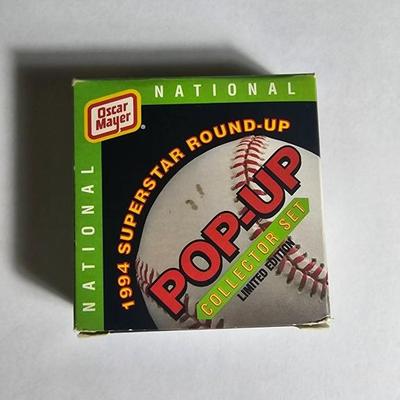 NATIONAL
Oscar
Mayer
®
NATIONAL
1994 SUPERSTAR ROUND-UP
POP-UP
COLLECTOR SET
LIMITED EDITION